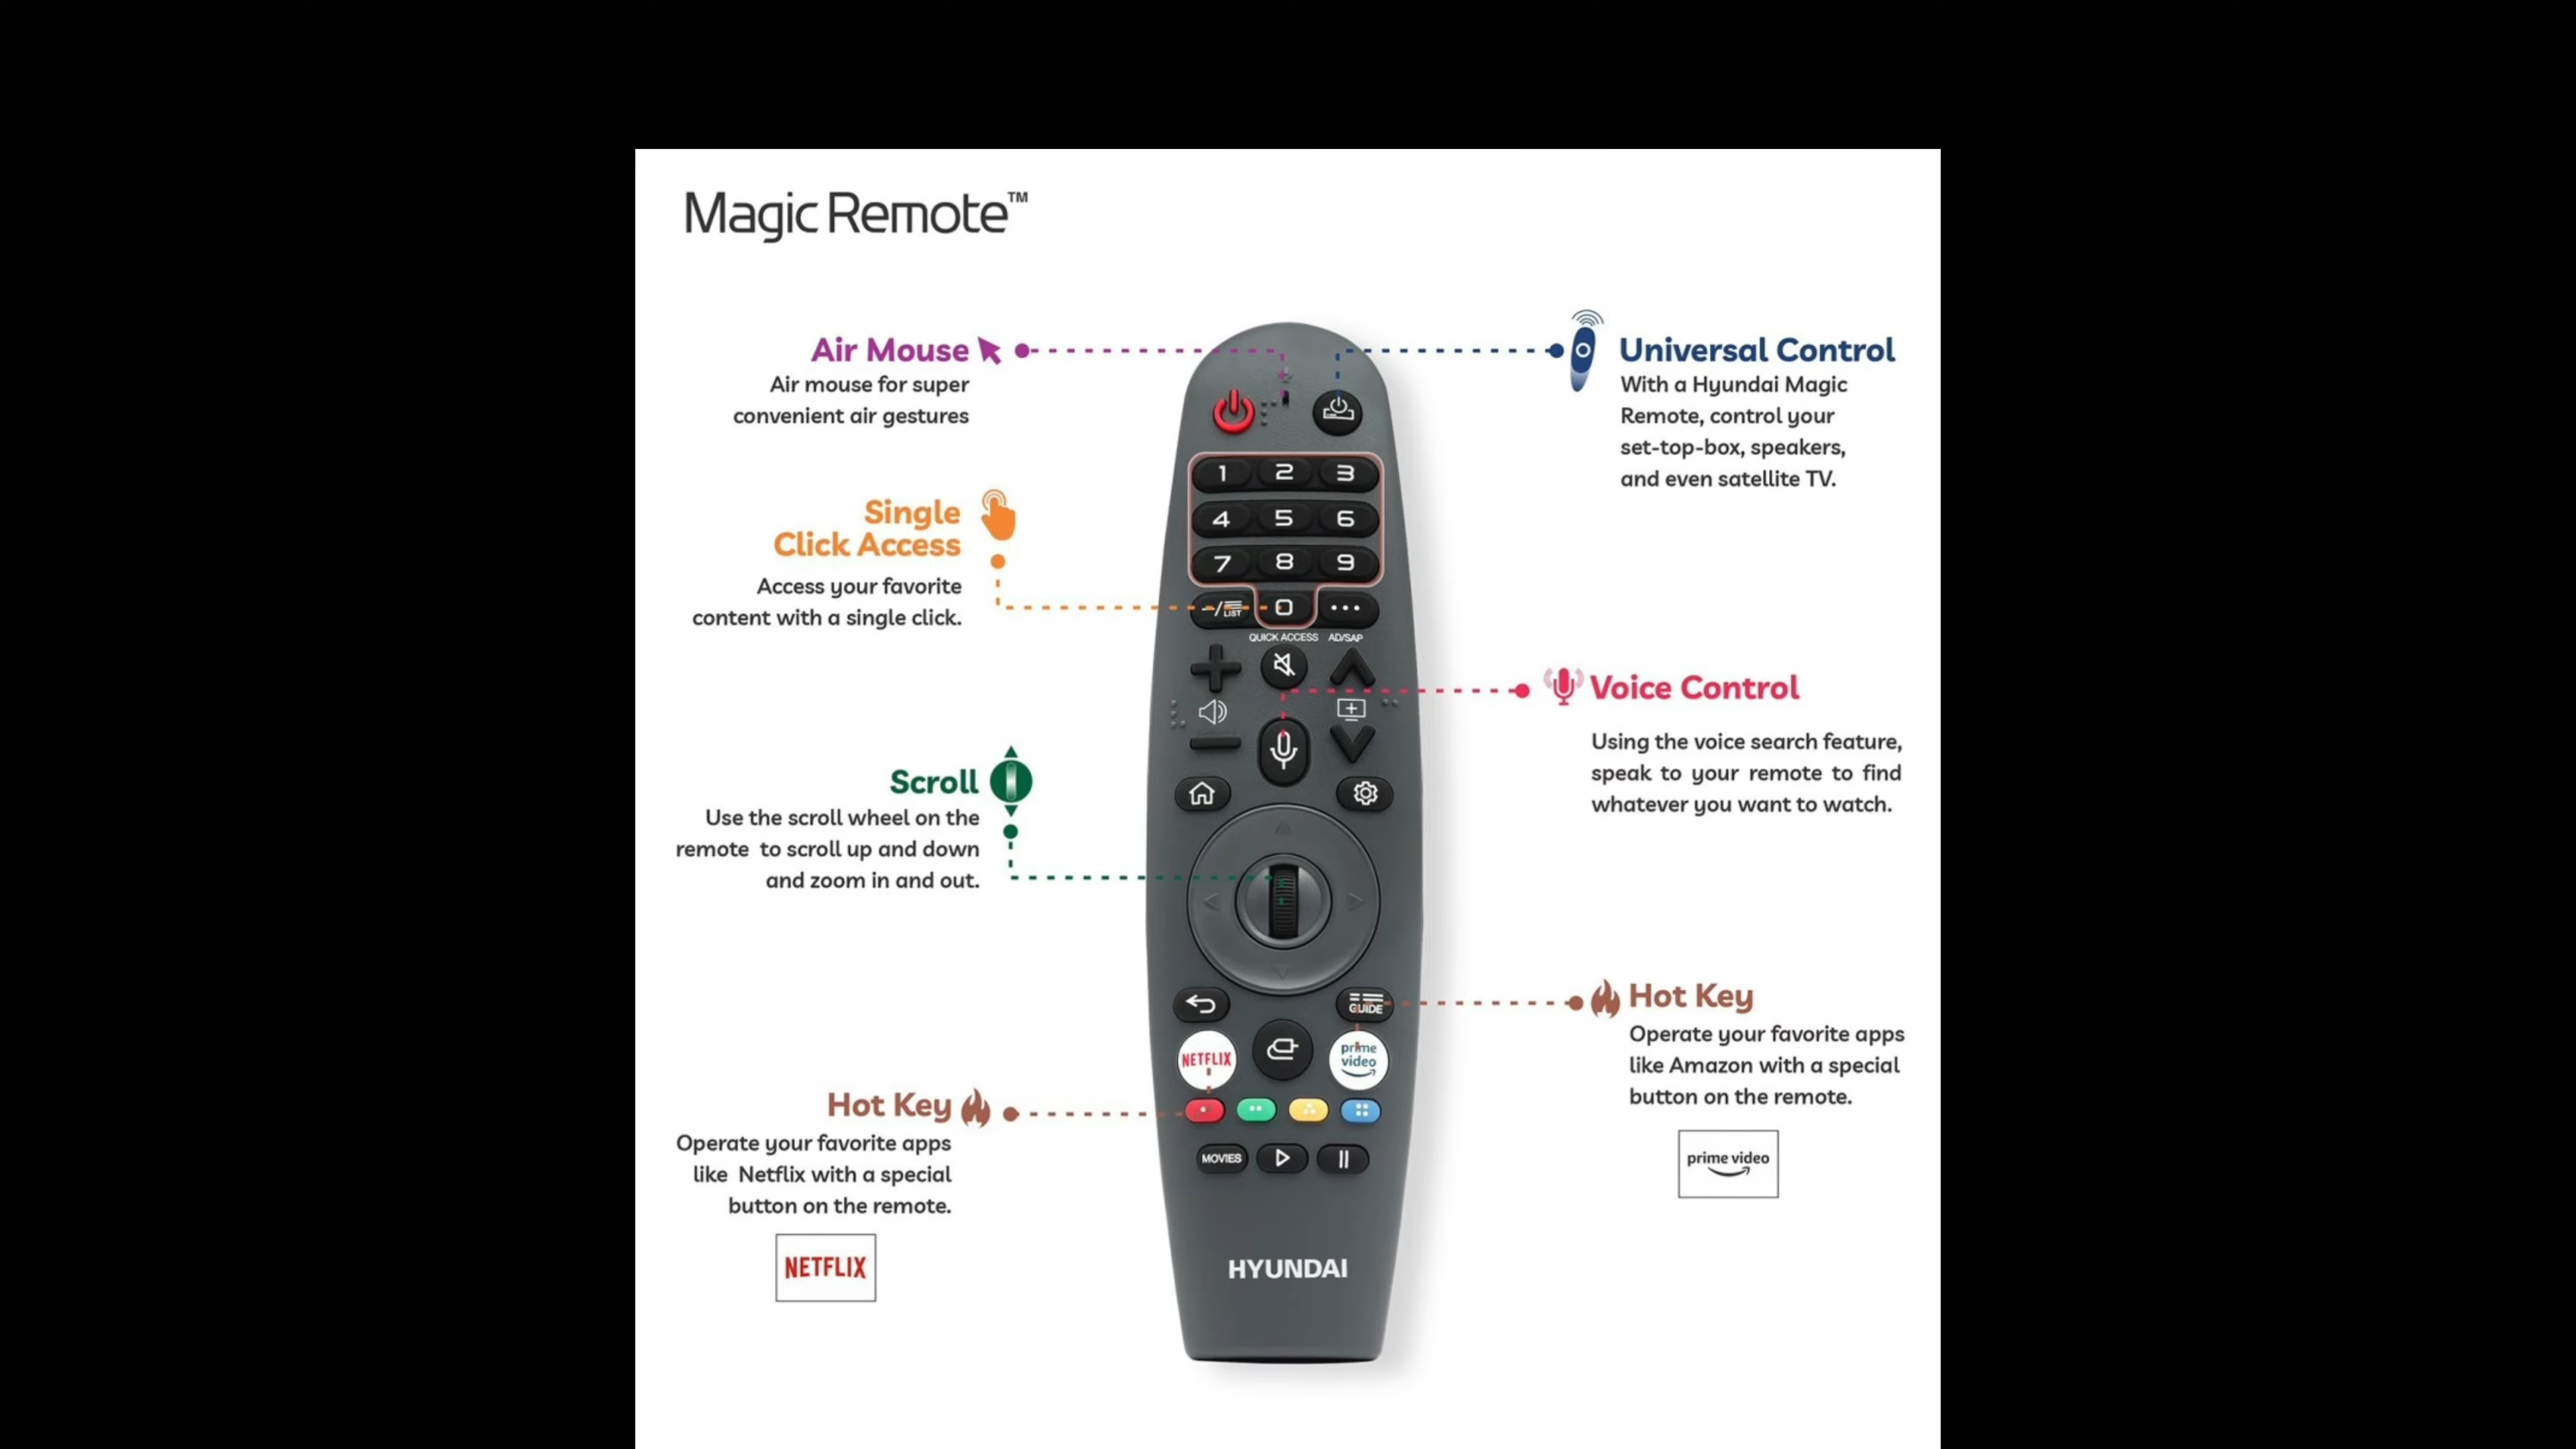 Magic Remote™
Air Mouse
Air mouse for super
convenient air gestures
Universal Control
With a Hyundai Magic
Remote, control your
set-top-box, speakers,
and even satellite TV.
Single
Click Access
Access your favorite
content with a single click.
1 2 3
4 5 6
7 8 9
-/LIST 0 •••
QUICK ACCESS AD/SAP
Voice Control
Using the voice search feature,
speak to your remote to find
whatever you want to watch.
Scroll
Use the scroll wheel on the
remote to scroll up and down
and zoom in and out.
GUIDE
NETFLIX
prime
video
Hot Key
Operate your favorite apps
like Amazon with a special
button on the remote.
prime video
Hot Key
Operate your favorite apps
like Netflix with a special
button on the remote.
NETFLIX
MOVIES
HYUNDAI